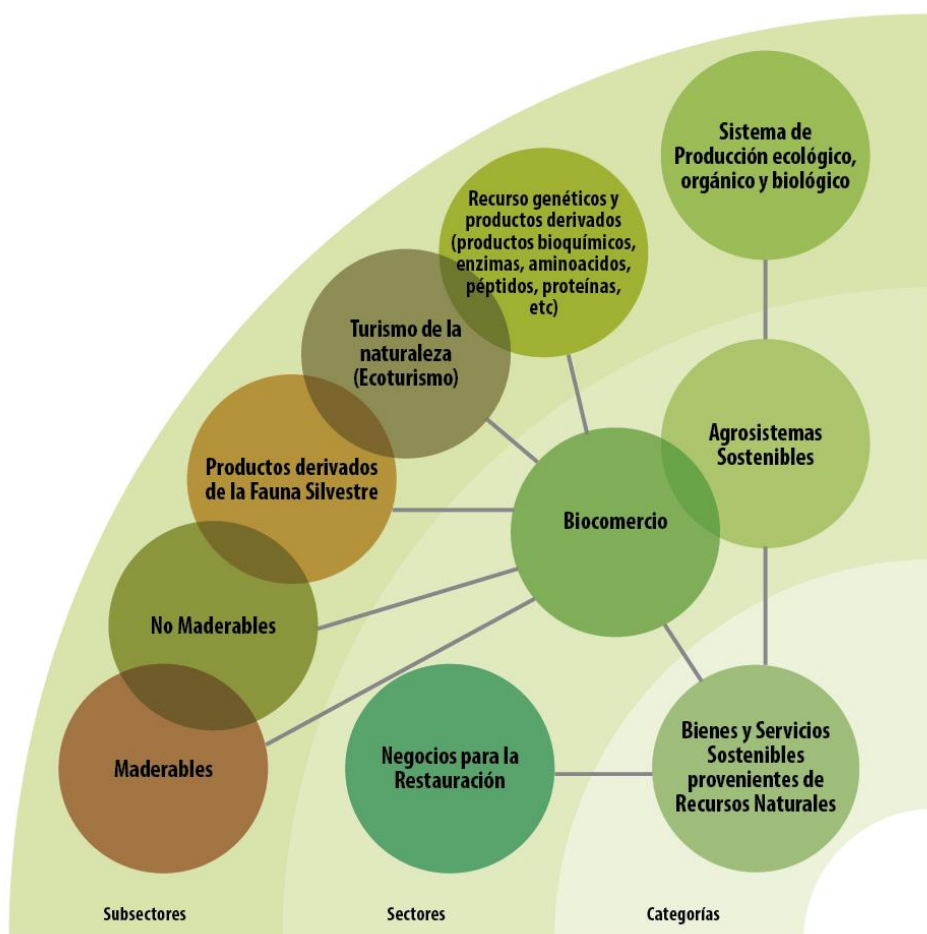 Sistema de
Producción ecológico,
orgánico y biológico
Recurso genéticos y
productos derivados
(productos bioquímicos,
enzimas, aminoacidos,
péptidos, proteínas,
etc)
Turismo de la
naturaleza
(Ecoturismo)
Agrosistemas
Sostenibles
Productos derivados
de la Fauna Silvestre
Biocomercio
No Maderables
Maderables
Negocios para la
Restauración
Bienes y Servicios
Sostenibles
provenientes de
Recursos Naturales
Subsectores
Sectores
Categorías